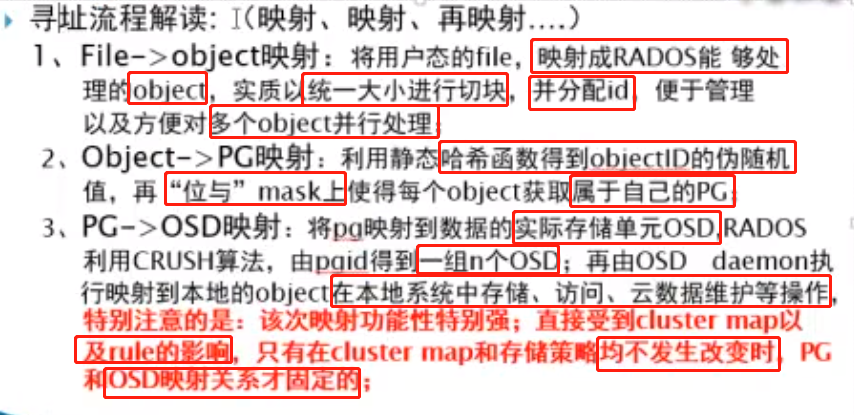 寻址流程解读:(映射、映射、再映射....)
1、File->object映射：将用户态的file, 映射成RADOS能 够处
理的object，实质以统一大小进行切块，并分配id，便于管理
以及方便对多个object并行处理；
2、Object->PG映射：利用静态哈希函数得到objectID的伪随机
值，再“位与”mask上使得每个object获取属于自己的PG；
3、PG->OSD映射：将pg映射到数据的实际存储单元OSD,RADOS
利用CRUSH算法，由pgid得到一组n个OSD；再由OSD daemon执
行映射到本地的object在本地系统中存储、访问、云数据维护等操作,
特别注意的是：该次映射功能性特别强；直接受到cluster map以
及rule的影响，只有在cluster map和存储策略均不发生改变时，PG
和OSD映射关系才固定的；